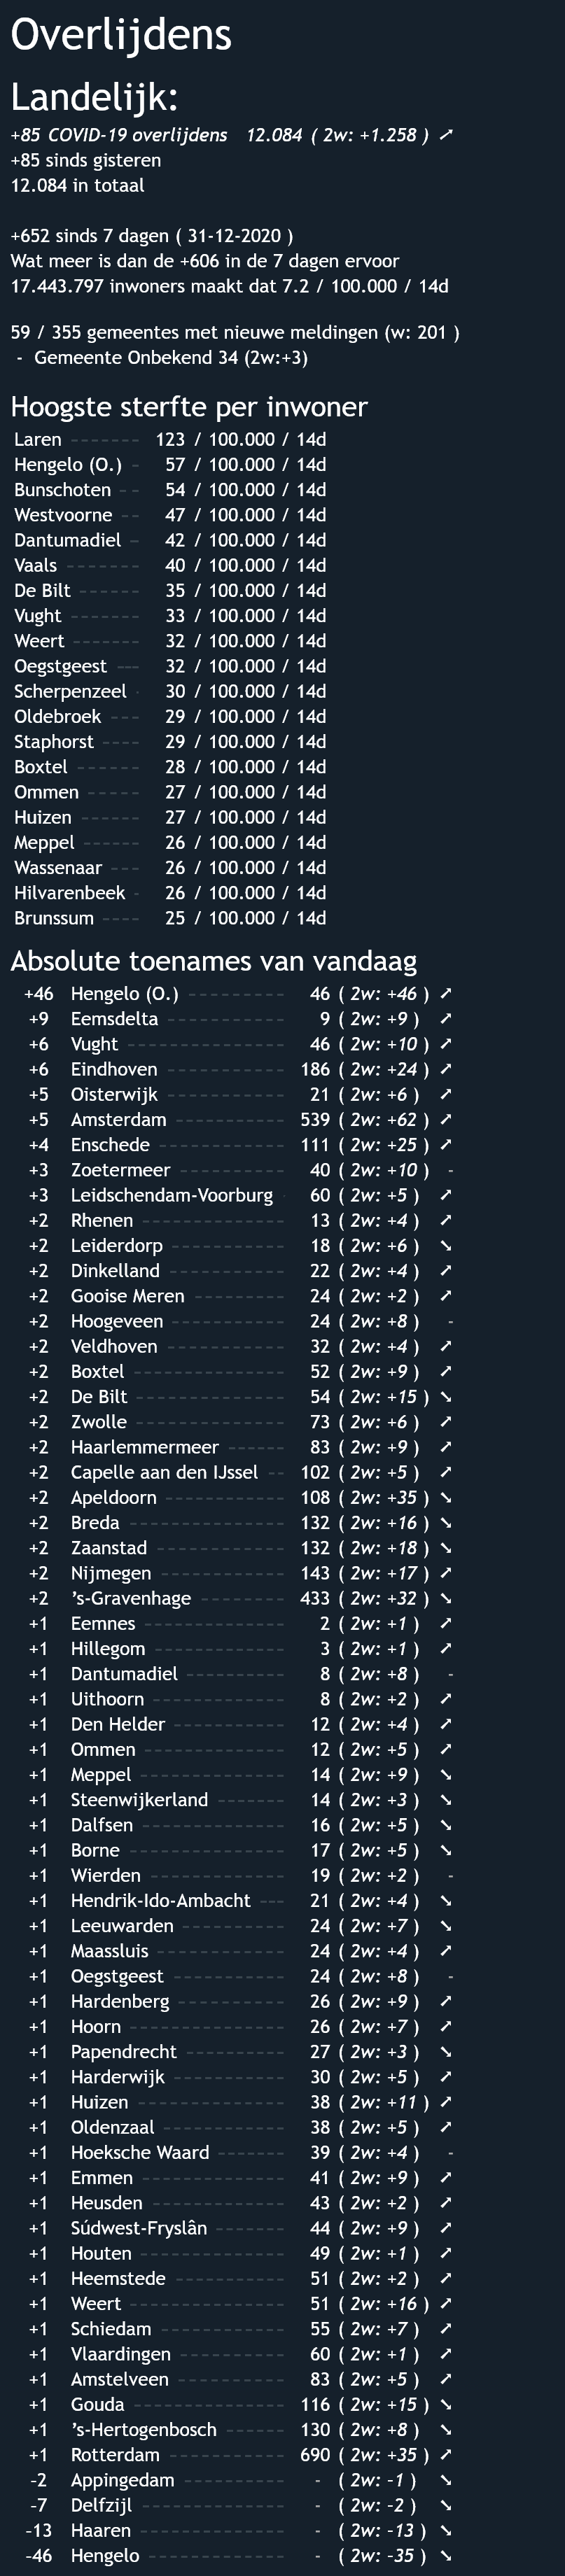 Overlijdens
Landelijk:
+85 COVID-19 overlijdens 12.084 ( 2w: +1.258 ) ➚
+85 sinds gisteren
12.084 in totaal
+652 sinds 7 dagen ( 31-12-2020 )
Wat meer is dan de +606 in de 7 dagen ervoor
17.443.797 inwoners maakt dat 7.2 / 100.000 / 14d
59 / 355 gemeentes met nieuwe meldingen (w: 201 )
- Gemeente Onbekend 34 (2w:+3)
Hoogste sterfte per inwoner
Laren ------- 123 / 100.000 / 14d
Hengelo (O.) - 57 / 100.000 / 14d
Bunschoten -- 54 / 100.000 / 14d
Westvoorne -- 47 / 100.000 / 14d
Dantumadiel - 42 / 100.000 / 14d
Vaals ------- 40 / 100.000 / 14d
De Bilt ------ 35 / 100.000 / 14d
Vught ------- 33 / 100.000 / 14d
Weert ------- 32 / 100.000 / 14d
Oegstgeest --- 32 / 100.000 / 14d
Scherpenzeel - 30 / 100.000 / 14d
Oldebroek --- 29 / 100.000 / 14d
Staphorst ---- 29 / 100.000 / 14d
Boxtel ------ 28 / 100.000 / 14d
Ommen ----- 27 / 100.000 / 14d
Huizen ------ 27 / 100.000 / 14d
Meppel ------ 26 / 100.000 / 14d
Wassenaar --- 26 / 100.000 / 14d
Hilvarenbeek - 26 / 100.000 / 14d
Brunssum ---- 25 / 100.000 / 14d
Absolute toenames van vandaag
+46 Hengelo (O.) ---------- 46 ( 2w: +46 ) ➚
+9 Eemsdelta ------------ 9 ( 2w: +9 ) ➚
+6 Vught ---------------- 46 ( 2w: +10 ) ➚
+6 Eindhoven ------------ 186 ( 2w: +24 ) ➚
+5 Oisterwijk ------------ 21 ( 2w: +6 ) ➚
+5 Amsterdam ----------- 539 ( 2w: +62 ) ➚
+4 Enschede ------------- 111 ( 2w: +25 ) ➚
+3 Zoetermeer ----------- 40 ( 2w: +10 ) -
+3 Leidschendam-Voorburg - 60 ( 2w: +5 ) ➚
+2 Rhenen -------------- 13 ( 2w: +4 ) ➚
+2 Leiderdorp ------------ 18 ( 2w: +6 ) ➘
+2 Dinkelland ------------ 22 ( 2w: +4 ) ➚
+2 Gooise Meren --------- 24 ( 2w: +2 ) ➚
+2 Hoogeveen ------------ 24 ( 2w: +8 ) -
+2 Veldhoven ------------ 32 ( 2w: +4 ) ➚
+2 Boxtel --------------- 52 ( 2w: +9 ) ➚
+2 De Bilt --------------- 54 ( 2w: +15 ) ➘
+2 Zwolle --------------- 73 ( 2w: +6 ) ➚
+2 Haarlemmermeer ------ 83 ( 2w: +9 ) ➚
+2 Capelle aan den IJssel -- 102 ( 2w: +5 ) ➚
+2 Apeldoorn ------------ 108 ( 2w: +35 ) ➘
+2 Breda ---------------- 132 ( 2w: +16 ) ➘
+2 Zaanstad ------------- 132 ( 2w: +18 ) ➘
+2 Nijmegen ------------- 143 ( 2w: +17 ) ➚
+2 ’s-Gravenhage --------- 433 ( 2w: +32 ) ➘
+1 Eemnes -------------- 2 ( 2w: +1 ) ➚
+1 Hillegom ------------- 3 ( 2w: +1 ) ➚
+1 Dantumadiel ---------- 8 ( 2w: +8 ) -
+1 Uithoorn ------------- 8 ( 2w: +2 ) ➚
+1 Den Helder ----------- 12 ( 2w: +4 ) ➚
+1 Ommen -------------- 12 ( 2w: +5 ) ➚
+1 Meppel --------------- 14 ( 2w: +9 ) ➘
+1 Steenwijkerland ------- 14 ( 2w: +3 ) ➘
+1 Dalfsen -------------- 16 ( 2w: +5 ) ➘
+1 Borne ---------------- 17 ( 2w: +5 ) ➘
+1 Wierden -------------- 19 ( 2w: +2 ) -
+1 Hendrik-Ido-Ambacht --- 21 ( 2w: +4 ) ➘
+1 Leeuwarden ----------- 24 ( 2w: +7 ) ➘
+1 Maassluis ------------- 24 ( 2w: +4 ) ➚
+1 Oegstgeest ----------- 24 ( 2w: +8 ) -
+1 Hardenberg ----------- 26 ( 2w: +9 ) ➚
+1 Hoorn ---------------- 26 ( 2w: +7 ) ➚
+1 Papendrecht ---------- 27 ( 2w: +3 ) ➘
+1 Harderwijk ----------- 30 ( 2w: +5 ) ➚
+1 Huizen --------------- 38 ( 2w: +11 ) ➚
+1 Oldenzaal ------------ 38 ( 2w: +5 ) ➚
+1 Hoeksche Waard ------- 39 ( 2w: +4 ) -
+1 Emmen --------------- 41 ( 2w: +9 ) ➚
+1 Heusden -------------- 43 ( 2w: +2 ) ➚
+1 Súdwest-Fryslân -------- 44 ( 2w: +9 ) ➚
+1 Houten --------------- 49 ( 2w: +1 ) ➚
+1 Heemstede ----------- 51 ( 2w: +2 ) ➚
+1 Weert ---------------- 51 ( 2w: +16 ) ➚
+1 Schiedam ------------- 55 ( 2w: +7 ) ➚
+1 Vlaardingen ----------- 60 ( 2w: +1 ) ➚
+1 Amstelveen ----------- 83 ( 2w: +5 ) ➚
+1 Gouda --------------- 116 ( 2w: +15 ) ➘
+1 ’s-Hertogenbosch ------ 130 ( 2w: +8 ) ➘
+1 Rotterdam ------------ 690 ( 2w: +35 ) ➚
-2 Appingedam ----------- - ( 2w: -1 ) ➘
-7 Delfzijl --------------- - ( 2w: -2 ) ➘
-13 Haaren -------------- - ( 2w: -13 ) ➘
-46 Hengelo -------------- - ( 2w: -35 ) ➘